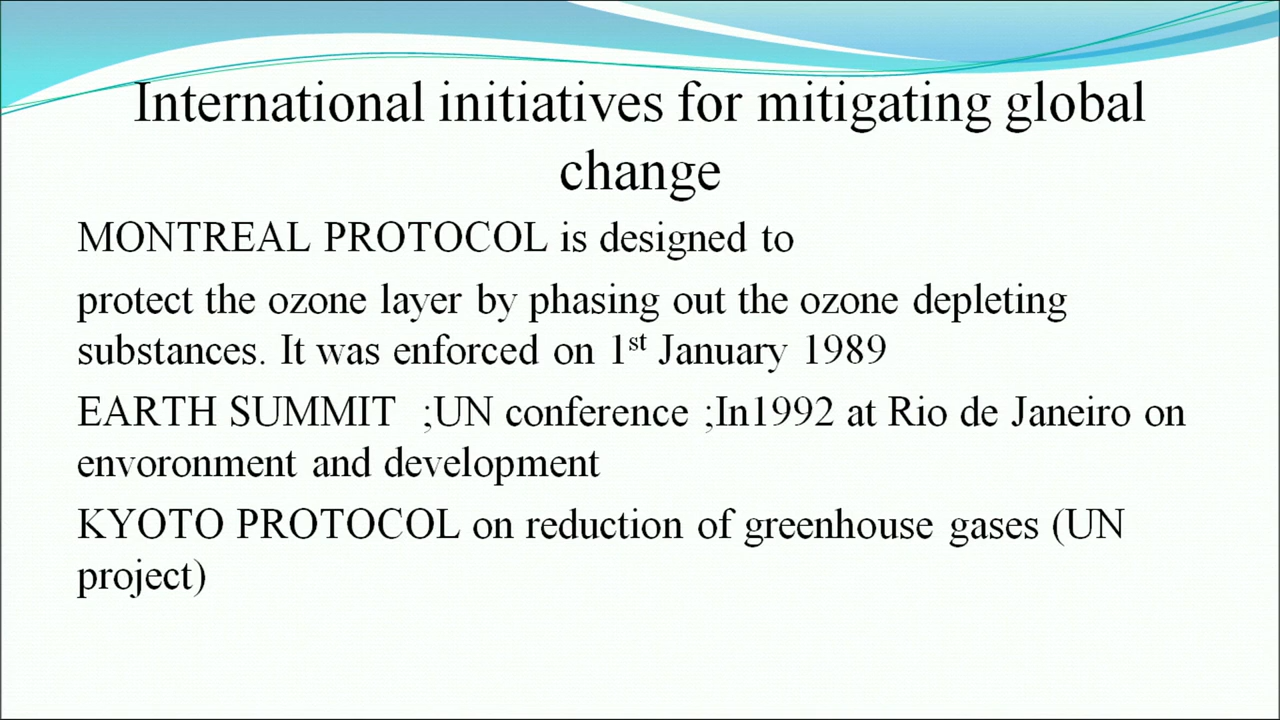 International initiatives for mitigating global
change
MONTREAL PROTOCOL is designed to
protect the ozone layer by phasing out the ozone depleting
substances. It was enforced on 1st January 1989
EARTH SUMMIT ;UN conference ;In1992 at Rio de Janeiro on
envoronment and development
KYOTO PROTOCOL on reduction of greenhouse gases (UN
project)